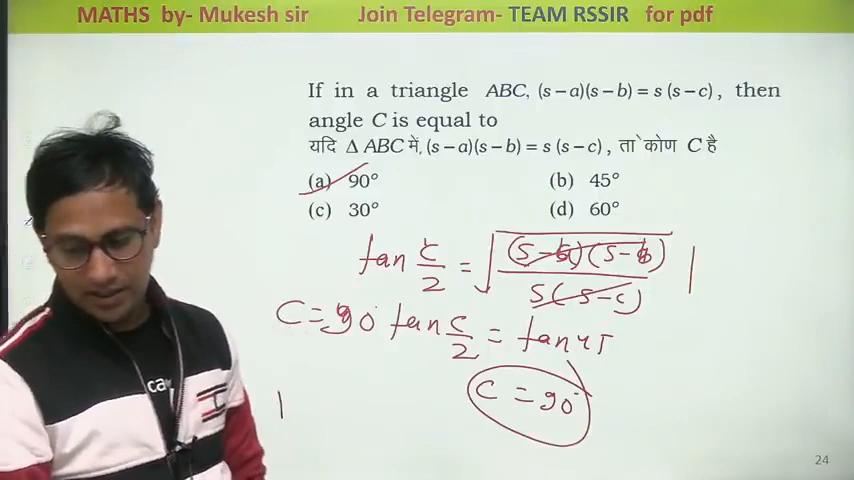 MATHS by- Mukesh sir Join Telegram- TEAM RSSIR for pdf
If in a triangle ABC, (s-a)(s-b) = s (s-c), then
angle C is equal to
यदि Δ ABC में, (s-a)(s-b) = s (s-c), तो कोण C है
(a) 90° (b) 45°
(c) 30° (d) 60°
tan C/2 = √((s-a)(s-b) / s(s-c)) |
C = 90° tan C/2 = tan 45
C = 90°
ca
24